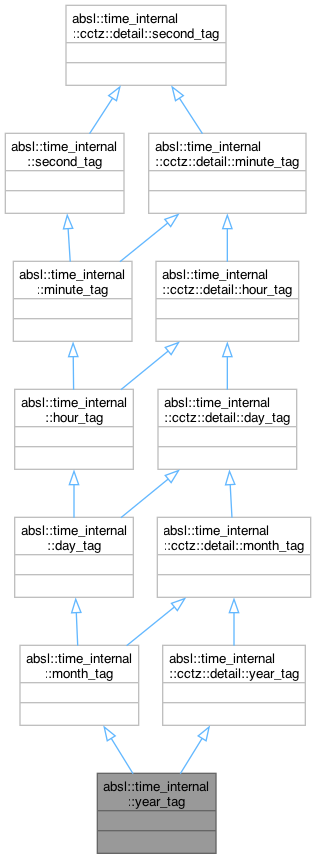 absl::time_internal
::cctz::detail::second_tag
absl::time_internal
::second_tag
absl::time_internal
::cctz::detail::minute_tag
absl::time_internal
::minute_tag
absl::time_internal
::cctz::detail::hour_tag
absl::time_internal
::hour_tag
absl::time_internal
::cctz::detail::day_tag
absl::time_internal
::day_tag
absl::time_internal
::cctz::detail::month_tag
absl::time_internal
::month_tag
absl::time_internal
::cctz::detail::year_tag
absl::time_internal
::year_tag